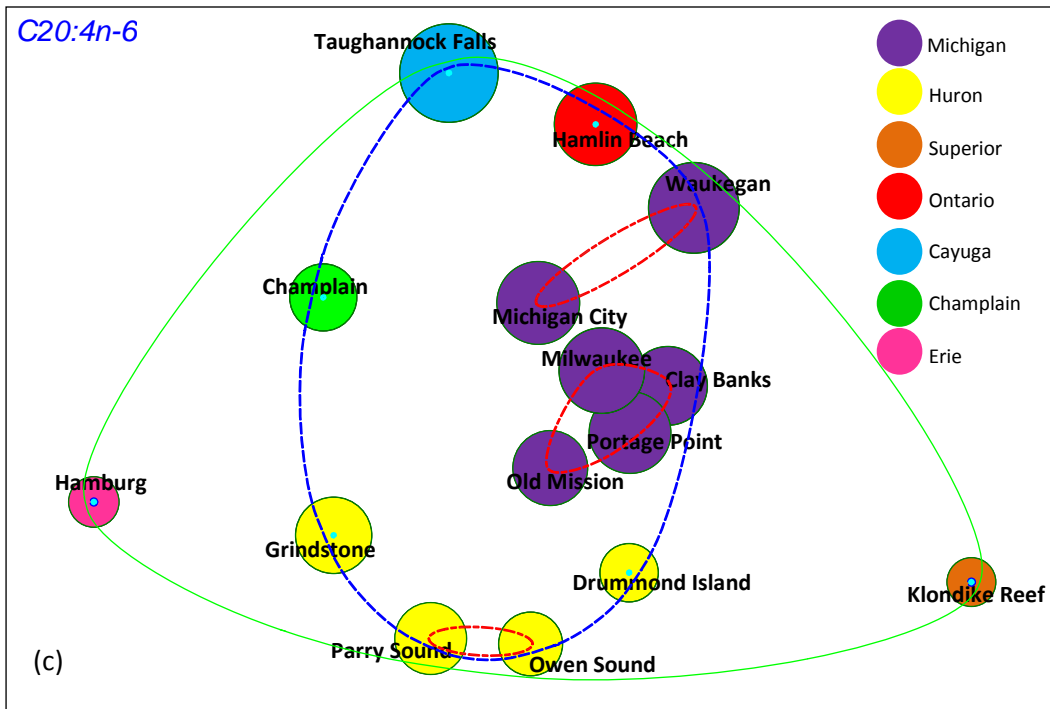 C20:4n-6
Taughannock Falls
Hamlin Beach
Waukegan
Champlain
Michigan City
Milwaukee
Clay Banks
Portage Point
Old Mission
Hamburg
Grindstone
Drummond Island
Klondike Reef
Parry Sound
Owen Sound
(c)
Michigan
Huron
Superior
Ontario
Cayuga
Champlain
Erie